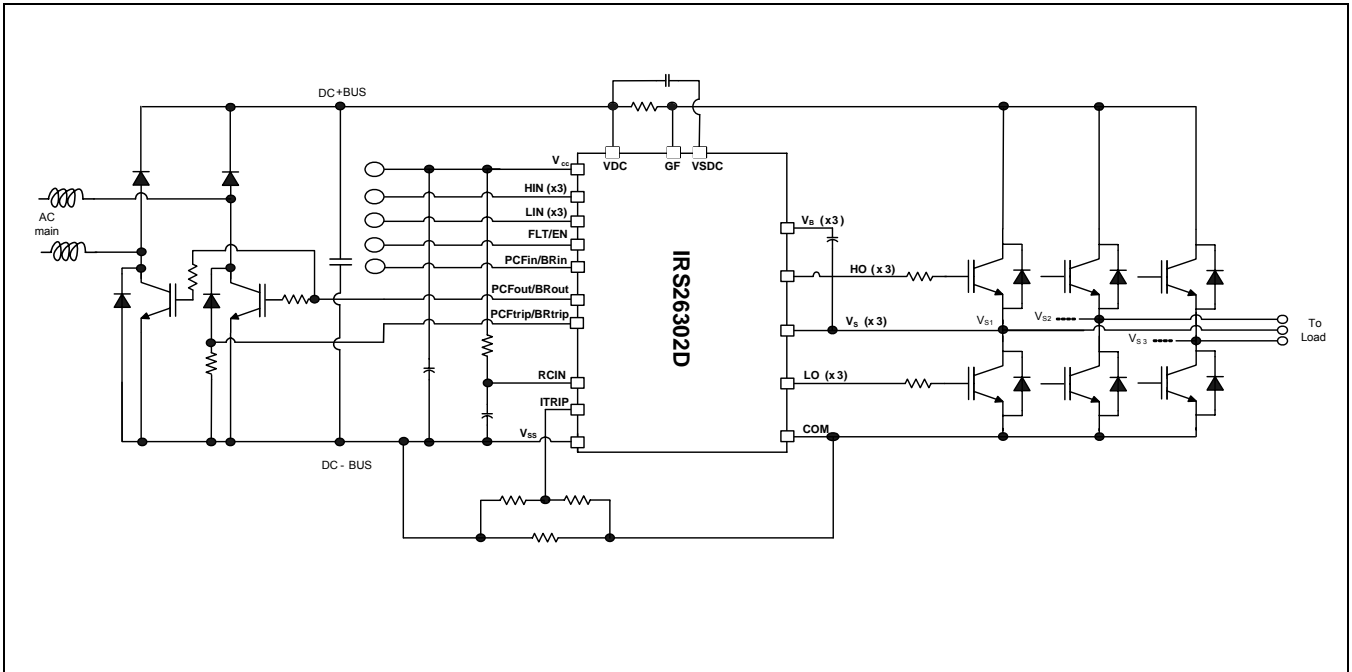 DC+BUS
VDC
GF
VSDC
Vcc
HIN (x3)
LIN (x3)
FLT/EN
PCFin/BRin
PCFout/BRout
PCFtrip/BRtrip
RCIN
ITRIP
VSS
AC
main
DC - BUS
IRS26302D
VB (x3)
HO (x3)
VS (x3)
LO (x3)
COM
VS1
VS2
VS3
To
Load